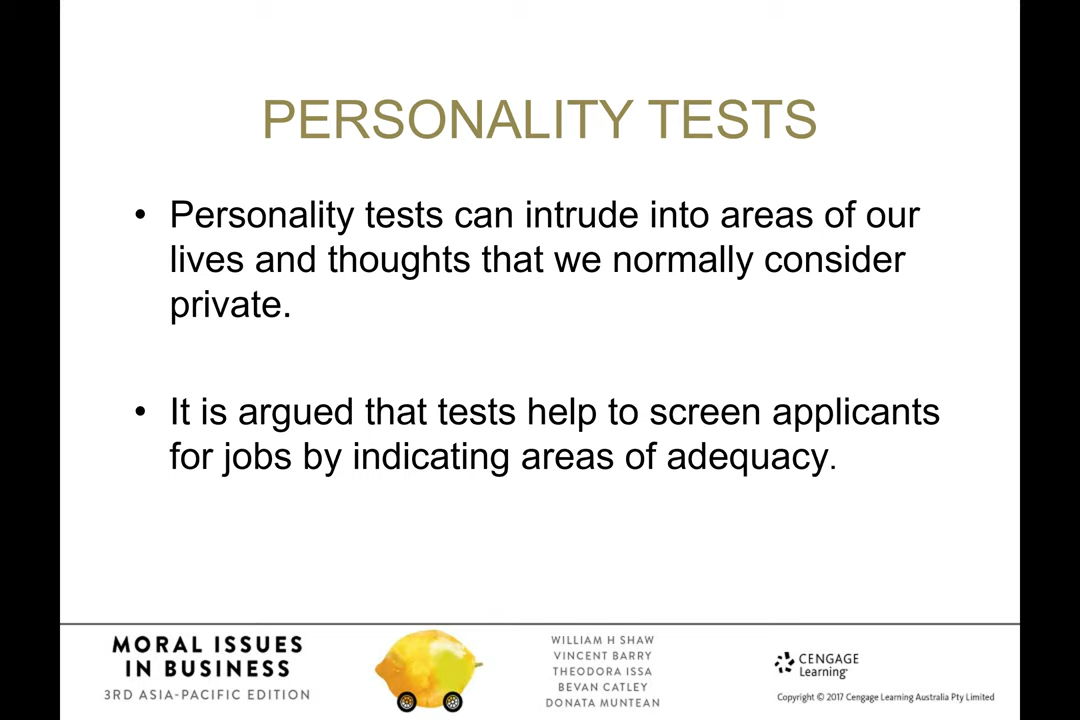 PERSONALITY TESTS
• Personality tests can intrude into areas of our
lives and thoughts that we normally consider
private.
• It is argued that tests help to screen applicants
for jobs by indicating areas of adequacy.
MORAL ISSUES
IN BUSINESS
3RD ASIA-PACIFIC EDITION
WILLIAM H SHAW
VINCENT BARRY
THEODORA ISSA
BEVAN CATLEY
DONATA MUNTEAN
CENGAGE
Learning™
Copyright © 2017 Cengage Learning Australia Pty Limited